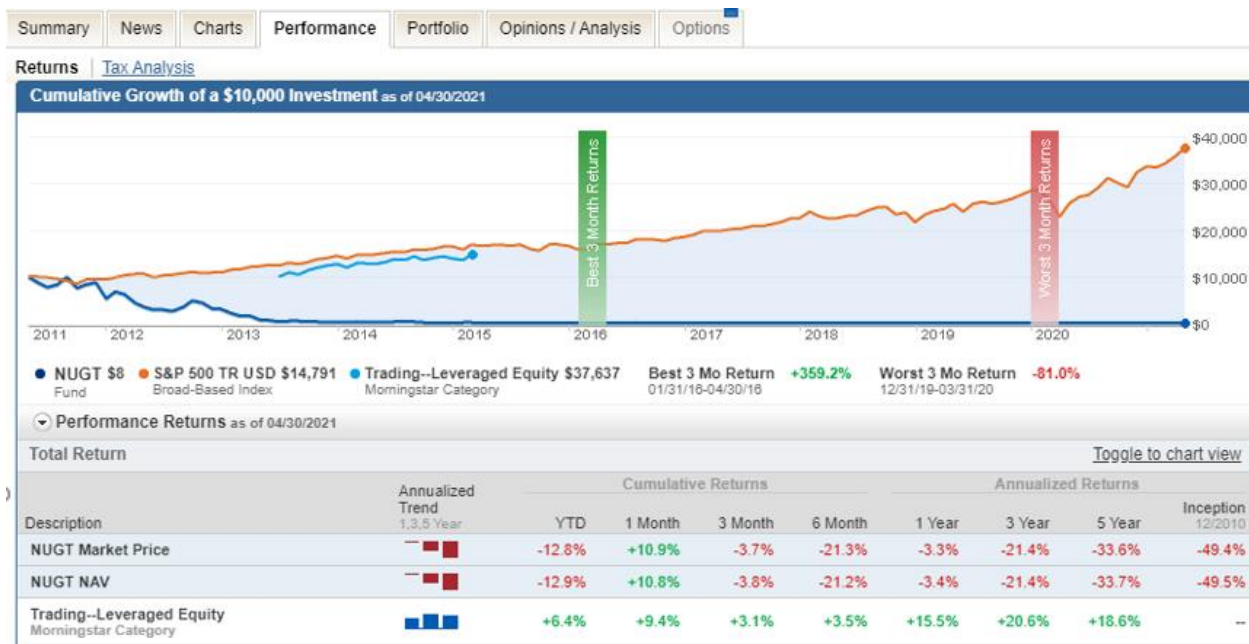 Summary News Charts Performance Portfolio Opinions / Analysis Options
Returns | Tax Analysis
Cumulative Growth of a $10,000 Investment as of 04/30/2021
Best 3 Month Returns
Worst 3 Month Returns
$40,000
$30,000
$20,000
$10,000
$0
2011 2012 2013 2014 2015 2016 2017 2018 2019 2020
NUGT $8 S&P 500 TR USD $14,791 Trading--Leveraged Equity $37,637 Best 3 Mo Return +359.2% Worst 3 Mo Return -81.0%
Fund Broad-Based Index Morningstar Category 01/31/16-04/30/16 12/31/19-03/31/20
Performance Returns as of 04/30/2021
Total Return Toggle to chart view
Cumulative Returns Annualized Returns
Annualized
Trend Inception
Description 1,3,5 Year YTD 1 Month 3 Month 6 Month 1 Year 3 Year 5 Year 12/2010
NUGT Market Price -12.8% +10.9% -3.7% -21.3% -3.3% -21.4% -33.6% -49.4%
NUGT NAV -12.9% +10.8% -3.8% -21.2% -3.4% -21.4% -33.7% -49.5%
Trading--Leveraged Equity +6.4% +9.4% +3.1% +3.5% +15.5% +20.6% +18.6% --
Morningstar Category